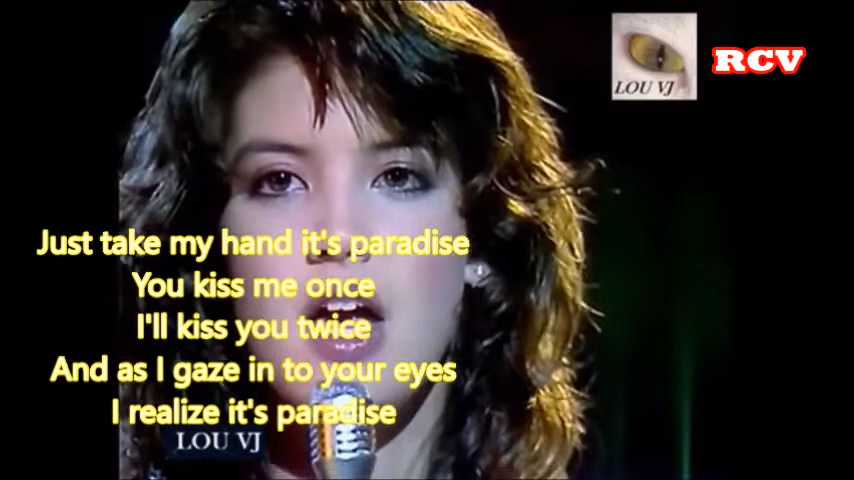 LOU VJ
RCV
Just take my hand it's paradise
You kiss me once
I'll kiss you twice
And as I gaze in to your eyes
I realize it's paradise
LOU VJ